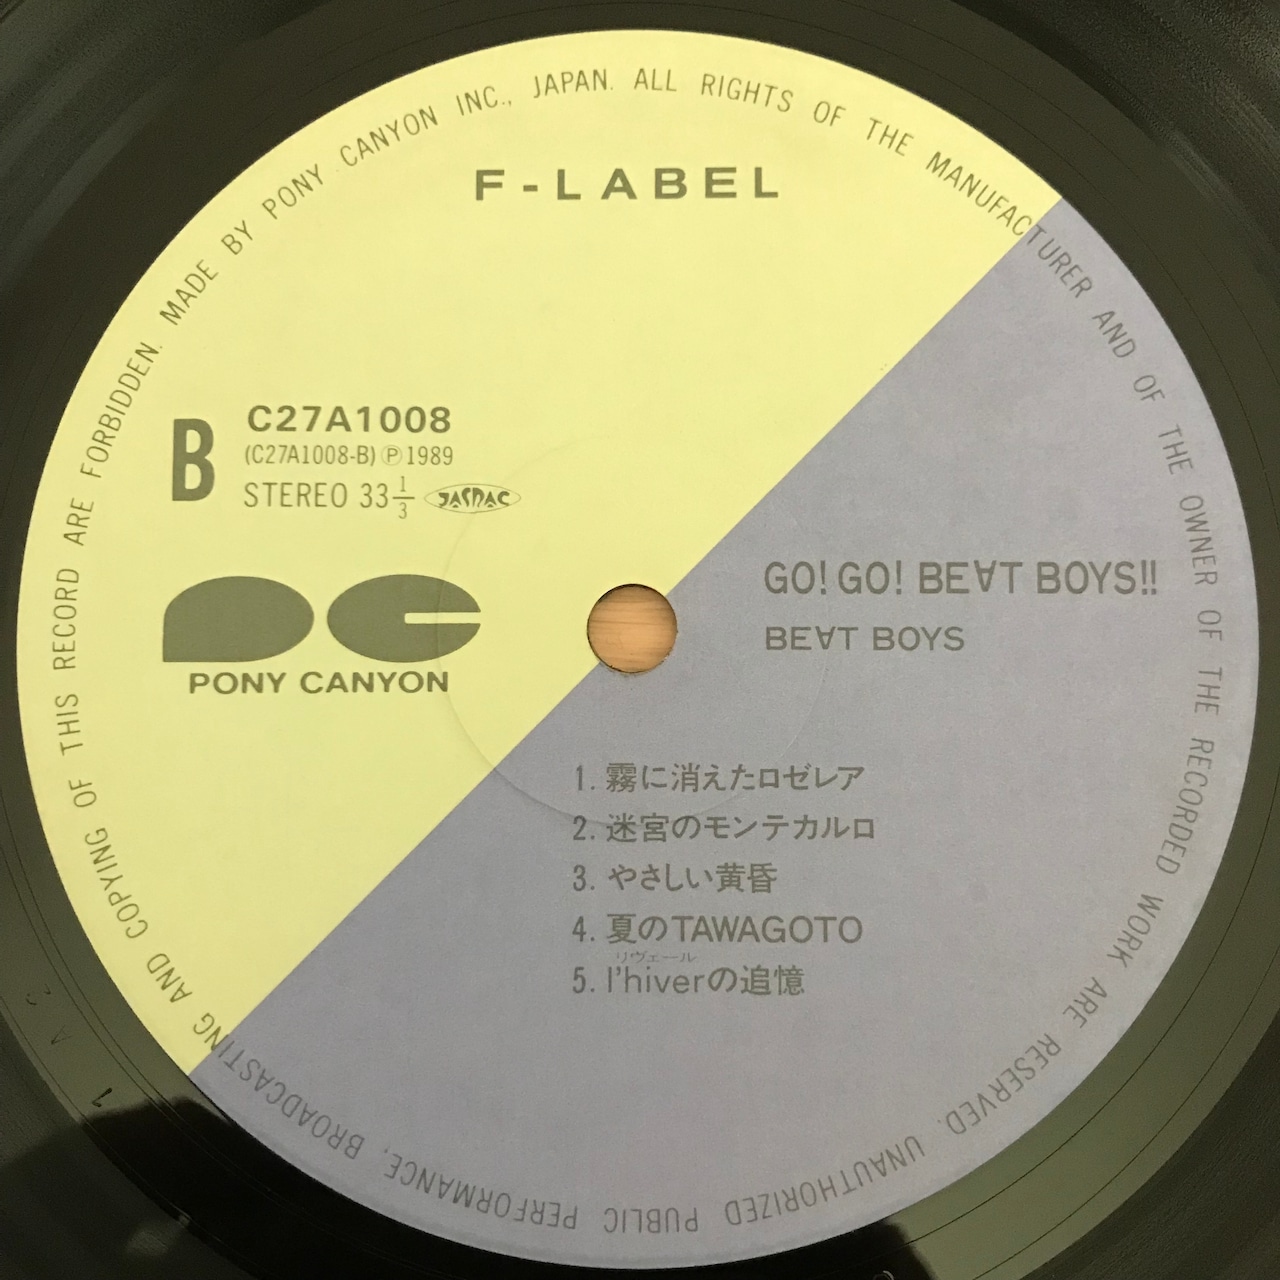 MADE BY PONY CANYON INC., JAPAN. ALL RIGHTS OF THE MANUFACTURER AND OF THE OWNER OF THE RECORDED WORK ARE RESERVED. UNAUTHORIZED PUBLIC PERFORMANCE, BROADCASTING AND COPYING OF THIS RECORD ARE FORBIDDEN.
F-LABEL
B
C27A1008
(C27A1008-B) Ⓟ1989
STEREO 33 1/3 JASRAC
PONY CANYON
GO! GO! BE∀T BOYS!!
BE∀T BOYS
1. 霧に消えたロゼレア
2. 迷宮のモンテカルロ
3. やさしい黄昏
4. 夏のTAWAGOTO
リヴェール
5. l'hiverの追憶